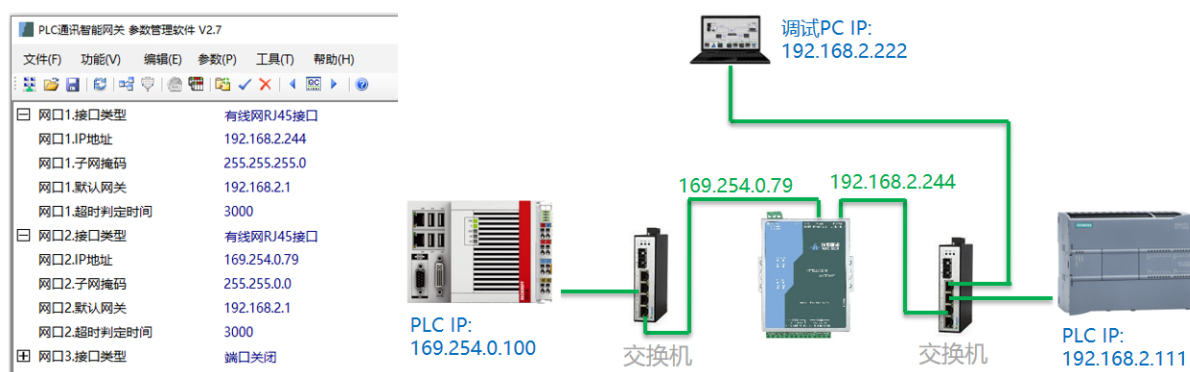 PLC通讯智能网关 参数管理软件 V2.7
文件(F) 功能(V) 编辑(E) 参数(P) 工具(T) 帮助(H)
网口1.接口类型 有线网RJ45接口
网口1.IP地址 192.168.2.244
网口1.子网掩码 255.255.255.0
网口1.默认网关 192.168.2.1
网口1.超时判定时间 3000
网口2.接口类型 有线网RJ45接口
网口2.IP地址 169.254.0.79
网口2.子网掩码 255.255.0.0
网口2.默认网关 192.168.2.1
网口2.超时判定时间 3000
网口3.接口类型 端口关闭
调试PC IP:
192.168.2.222
169.254.0.79
192.168.2.244
PLC IP:
169.254.0.100
交换机
交换机
PLC IP:
192.168.2.111